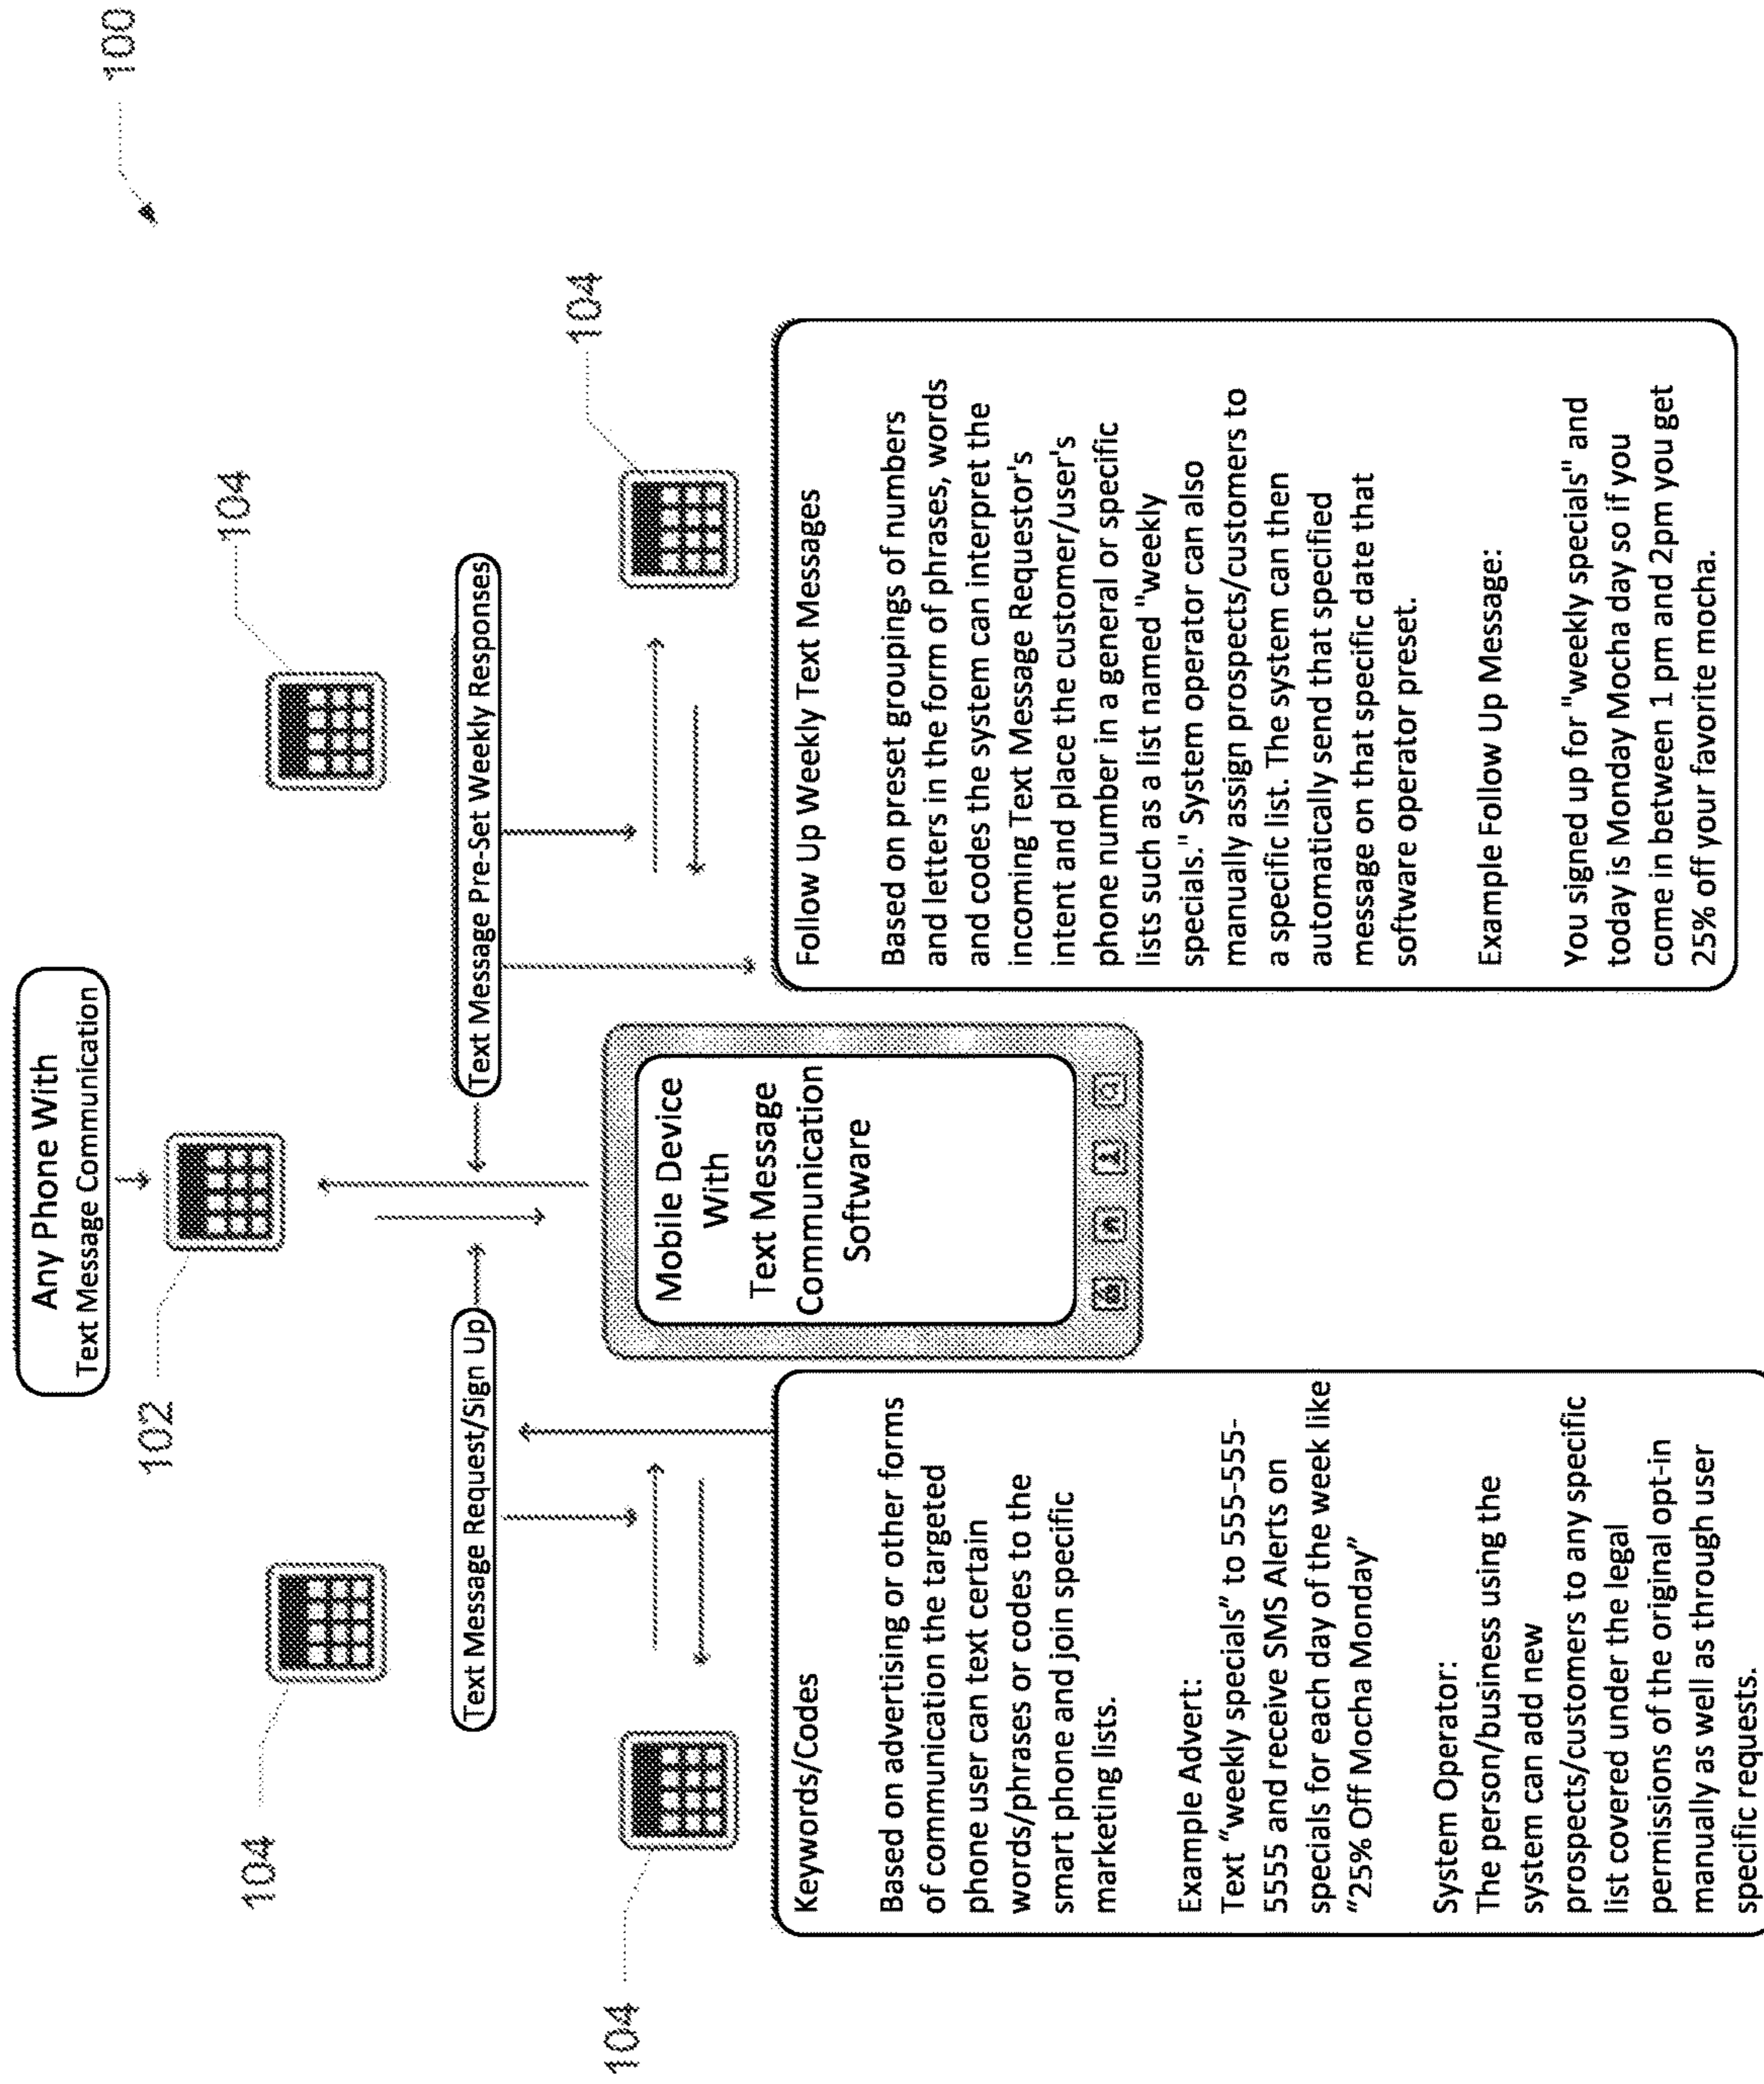 100
Any Phone With
Text Message Communication
102
104
104
104
104
Text Message Request/Sign Up
Text Message Pre-Set Weekly Responses
Mobile Device
With
Text Message
Communication
Software
Keywords/Codes
Based on advertising or other forms
of communication the targeted
phone user can text certain
words/phrases or codes to the
smart phone and join specific
marketing lists.
Example Advert:
Text “weekly specials” to 555-555-
5555 and receive SMS Alerts on
specials for each day of the week like
“25% Off Mocha Monday”
System Operator:
The person/business using the
system can add new
prospects/customers to any specific
list covered under the legal
permissions of the original opt-in
manually as well as through user
specific requests.
Follow Up Weekly Text Messages
Based on preset groupings of numbers
and letters in the form of phrases, words
and codes the system can interpret the
incoming Text Message Requestor's
intent and place the customer/user's
phone number in a general or specific
lists such as a list named "weekly
specials." System operator can also
manually assign prospects/customers to
a specific list. The system can then
automatically send that specified
message on that specific date that
software operator preset.
Example Follow Up Message:
You signed up for "weekly specials" and
today is Monday Mocha day so if you
come in between 1 pm and 2pm you get
25% off your favorite mocha.